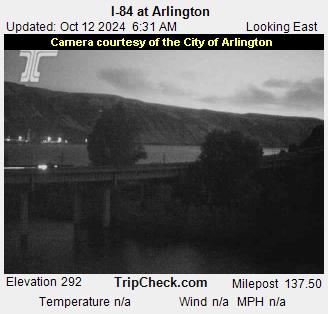 I-84 at Arlington
Updated: Oct 12 2024 6:31 AM Looking East
Camera courtesy of the City of Arlington
Elevation 292 TripCheck.com Milepost 137.50
Temperature n/a Wind n/a MPH n/a